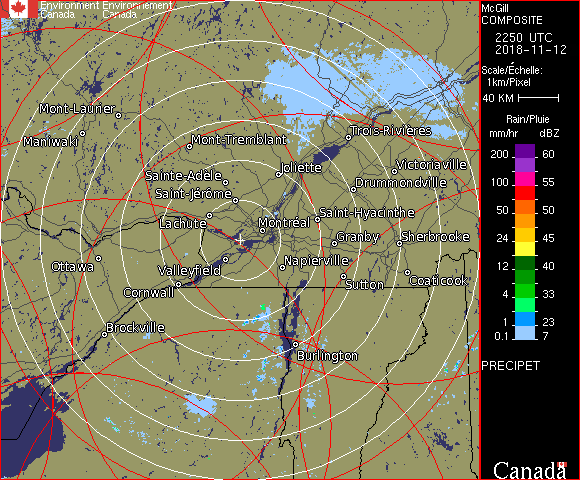 Environment Environnement
Canada Canada
Mont-Laurier
Maniwaki
Mont-Tremblant
Trois-Rivières
Sainte-Adèle
Joliette
Victoriaville
Saint-Jérôme
Drummondville
Lachute
Montréal
Saint-Hyacinthe
Granby
Sherbrooke
Ottawa
Valleyfield
Napierville
Cornwall
Sutton
Coaticook
Brockville
Burlington
McGill
COMPOSITE
2250 UTC
2018-11-12
Scale/Échelle:
1km/Pixel
40 KM
Rain/Pluie
mm/hr dBZ
200 60
100 55
50 50
24 45
12 40
4 33
1 23
0.1 7
PRECIPET
Canada